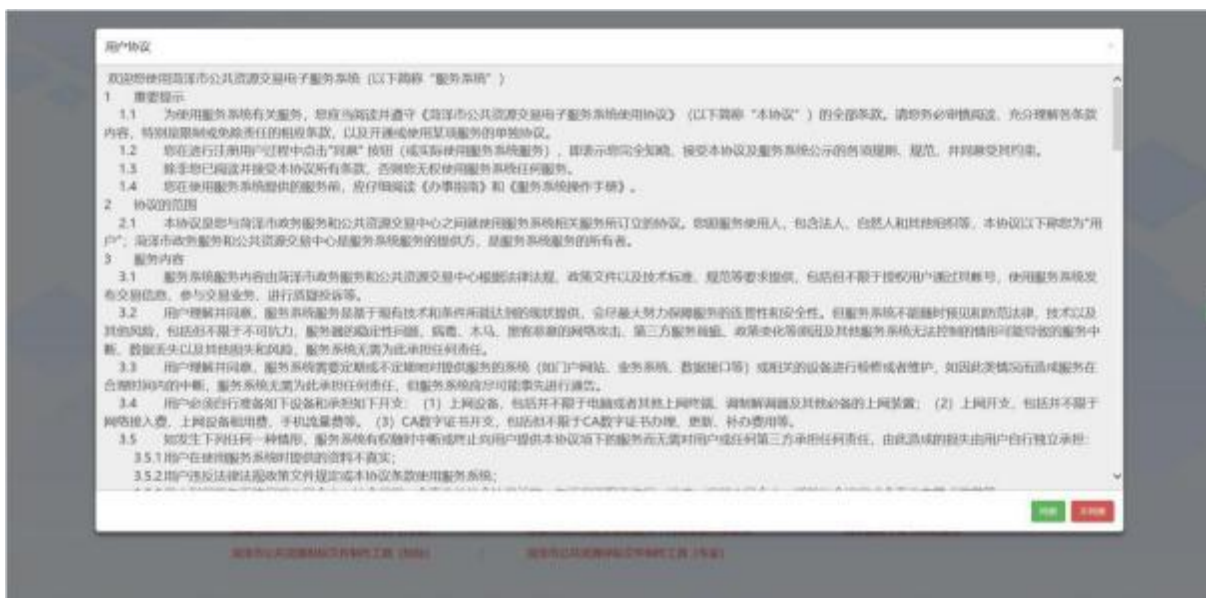 用户协议
欢迎您使用菏泽市公共资源交易电子服务系统（以下简称“服务系统”）
1 重要提示
1.1 为使用服务系统有关服务，您应当阅读并遵守《菏泽市公共资源交易电子服务系统使用协议》（以下简称“本协议”）的全部条款。请您务必审慎阅读、充分理解各条款
内容，特别是限制或免除责任的相应条款，以及开通或使用某项服务的单独协议。
1.2 您在进行注册用户过程中点击"同意" 按钮（或实际使用服务系统服务），即表示您完全知晓、接受本协议及服务系统公示的各项规则、规范，并同意受其约束。
1.3 除非您已阅读并接受本协议所有条款，否则您无权使用服务系统任何服务。
1.4 您在使用服务系统提供的服务前，应仔细阅读《办事指南》和《服务系统操作手册》。
2 协议的范围
2.1 本协议是您与菏泽市政务服务和公共资源交易中心之间就使用服务系统相关服务所订立的协议。您即服务使用人，包含法人、自然人和其他组织等，本协议以下称您为"用
户"；菏泽市政务服务和公共资源交易中心是服务系统服务的提供方，是服务系统服务的所有者。
3 服务内容
3.1 服务系统服务内容由菏泽市政务服务和公共资源交易中心根据法律法规、政策文件以及技术标准、规范等要求提供，包括但不限于授权用户通过其帐号，使用服务系统发
布交易信息、参与交易业务、进行质疑投诉等。
3.2 用户理解并同意，服务系统服务是基于现有技术和条件所能达到的现状提供，会尽最大努力保障服务的连贯性和安全性。但服务系统不能随时预见和防范法律、技术以及
其他风险，包括但不限于不可抗力、服务器的稳定性问题、病毒、木马、黑客恶意的网络攻击、第三方服务瑕疵、政策变化等原因及其他服务系统无法控制的情形可能导致的服务中
断、数据丢失以及其他损失和风险，服务系统无需为此承担任何责任。
3.3 用户理解并同意，服务系统需要定期或不定期地对提供服务的系统（如门户网站、业务系统、数据接口等）或相关的设备进行检修或者维护，如因此类情况而造成服务在
合理时间内的中断，服务系统无需为此承担任何责任，但服务系统应尽可能事先进行通告。
3.4 用户必须自行准备如下设备和承担如下开支：（1）上网设备，包括并不限于电脑或者其他上网终端、调制解调器及其他必备的上网装置；（2）上网开支，包括并不限于
网络接入费、上网设备租用费、手机流量费等。（3）CA数字证书开支，包括但不限于CA数字证书办理、更新、补办费用等。
3.5 如发生下列任何一种情形，服务系统有权随时中断或终止向用户提供本协议项下的服务而无需对用户或任何第三方承担任何责任，由此造成的损失由用户自行独立承担：
3.5.1用户在使用服务系统时提供的资料不真实；
3.5.2用户违反法律法规政策文件规定或本协议条款使用服务系统；
同意 不同意